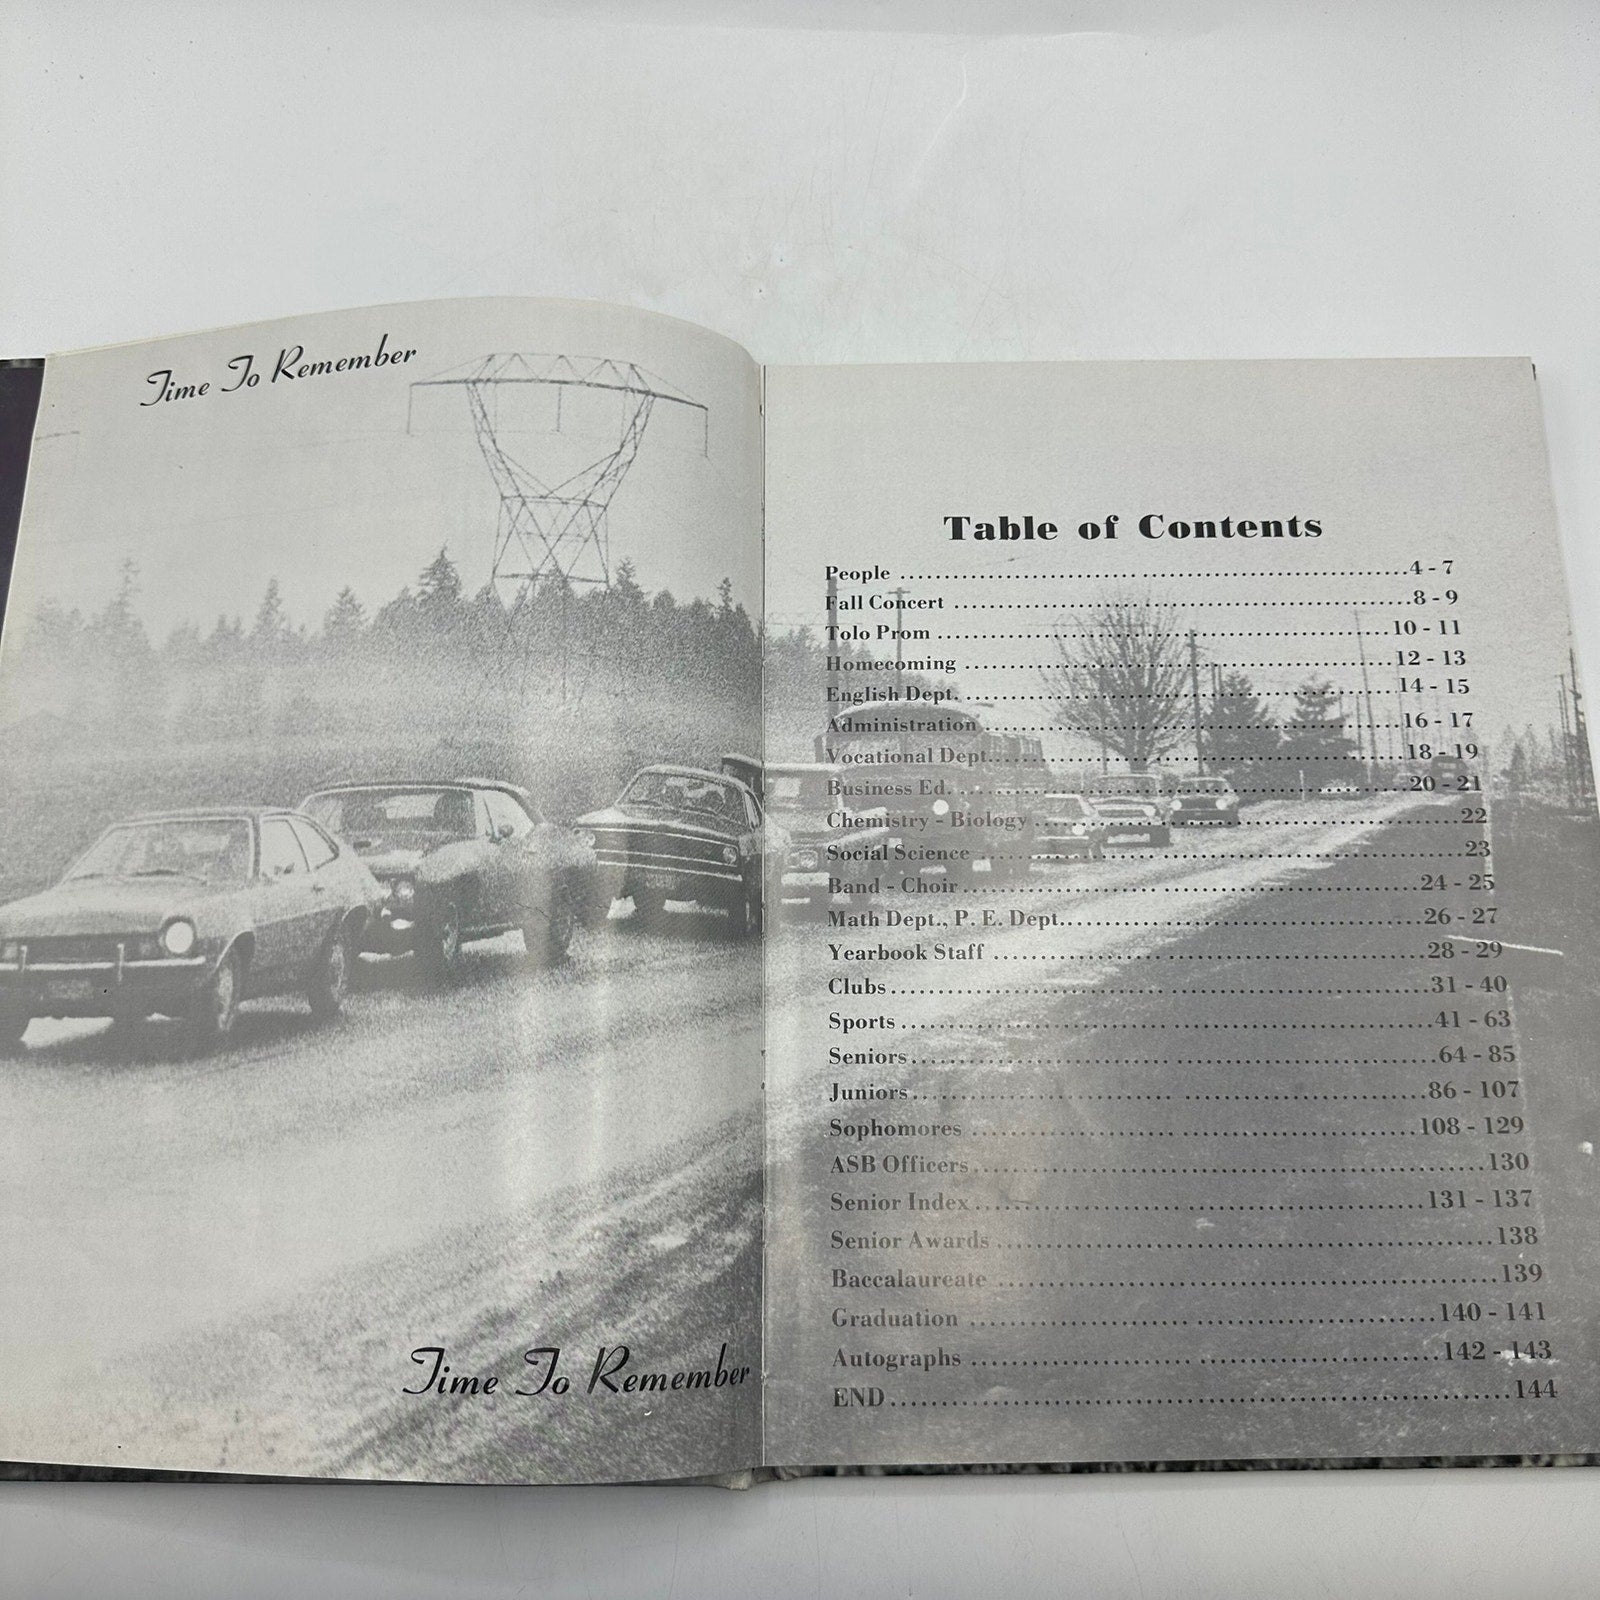 Time To Remember
Time To Remember
Table of Contents
People ........................................................4 - 7
Fall Concert ..................................................8 - 9
Tolo Prom ..................................................10 - 11
Homecoming ...............................................12 - 13
English Dept. ..............................................14 - 15
Administration .............................................16 - 17
Vocational Dept. ...........................................18 - 19
Business Ed. ...............................................20 - 21
Chemistry - Biology .............................................22
Social Science ..................................................23
Band - Choir ................................................24 - 25
Math Dept., P. E. Dept. ....................................26 - 27
Yearbook Staff .............................................28 - 29
Clubs ......................................................31 - 40
Sports .....................................................41 - 63
Seniors ....................................................64 - 85
Juniors ...................................................86 - 107
Sophomores ...............................................108 - 129
ASB Officers ...................................................130
Senior Index .............................................131 - 137
Senior Awards ..................................................138
Baccalaureate ..................................................139
Graduation ...............................................140 - 141
Autographs ...............................................142 - 143
END ............................................................144